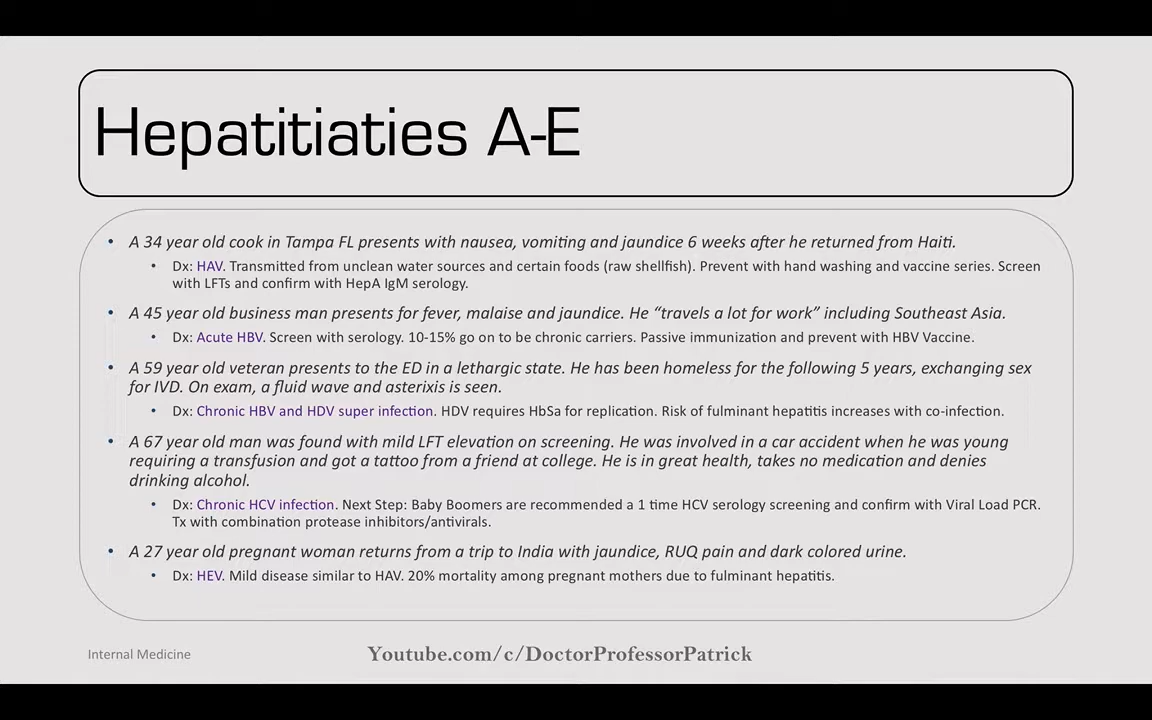 Hepatitiaties A-E
• A 34 year old cook in Tampa FL presents with nausea, vomiting and jaundice 6 weeks after he returned from Haiti.
• Dx: HAV. Transmitted from unclean water sources and certain foods (raw shellfish). Prevent with hand washing and vaccine series. Screen
with LFTs and confirm with HepA IgM serology.
• A 45 year old business man presents for fever, malaise and jaundice. He “travels a lot for work” including Southeast Asia.
• Dx: Acute HBV. Screen with serology. 10-15% go on to be chronic carriers. Passive immunization and prevent with HBV Vaccine.
• A 59 year old veteran presents to the ED in a lethargic state. He has been homeless for the following 5 years, exchanging sex
for IVD. On exam, a fluid wave and asterixis is seen.
• Dx: Chronic HBV and HDV super infection. HDV requires HbSa for replication. Risk of fulminant hepatitis increases with co-infection.
• A 67 year old man was found with mild LFT elevation on screening. He was involved in a car accident when he was young
requiring a transfusion and got a tattoo from a friend at college. He is in great health, takes no medication and denies
drinking alcohol.
• Dx: Chronic HCV infection. Next Step: Baby Boomers are recommended a 1 time HCV serology screening and confirm with Viral Load PCR.
Tx with combination protease inhibitors/antivirals.
• A 27 year old pregnant woman returns from a trip to India with jaundice, RUQ pain and dark colored urine.
• Dx: HEV. Mild disease similar to HAV. 20% mortality among pregnant mothers due to fulminant hepatitis.
Internal Medicine
Youtube.com/c/DoctorProfessorPatrick